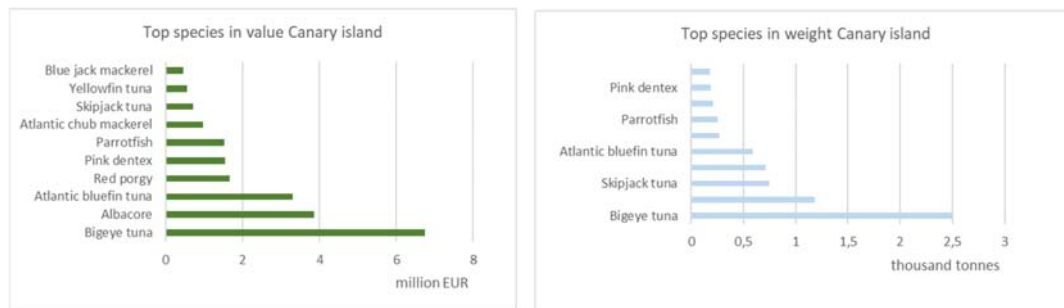 Top species in value Canary island
Blue jack mackerel
Yellowfin tuna
Skipjack tuna
Atlantic chub mackerel
Parrotfish
Pink dentex
Red porgy
Atlantic bluefin tuna
Albacore
Bigeye tuna
0 2 4 6 8
million EUR
Top species in weight Canary island
Pink dentex
Parrotfish
Atlantic bluefin tuna
Skipjack tuna
Bigeye tuna
0 0,5 1 1,5 2 2,5 3
thousand tonnes